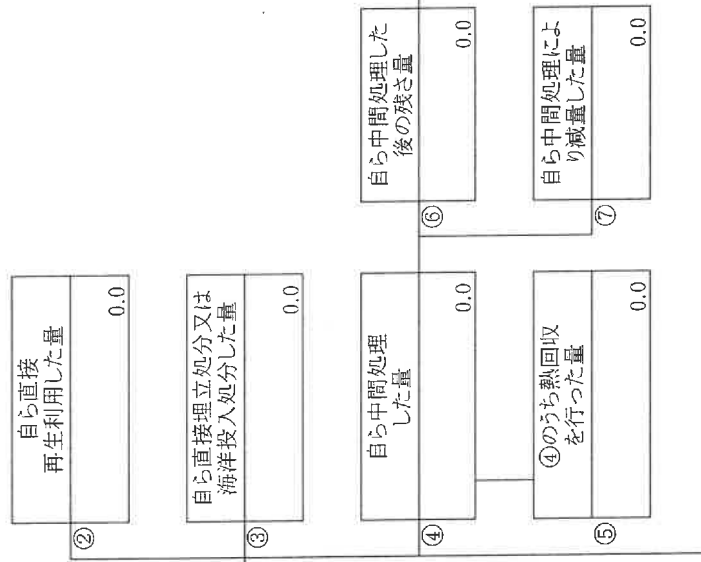 ②
自ら直接
再生利用した量
0.0
③
自ら直接埋立処分又は
海洋投入処分した量
0.0
④
自ら中間処理
した量
0.0
⑤
④のうち熱回収
を行った量
0.0
⑥
自ら中間処理した
後の残さ量
0.0
⑦
自ら中間処理によ
り減量した量
0.0